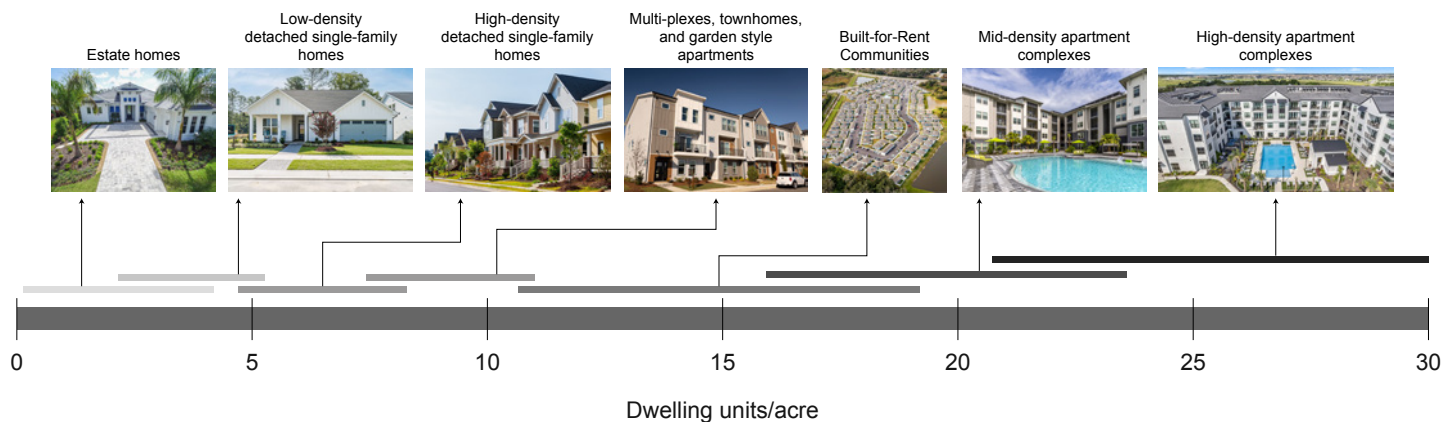 Estate homes
Low-density
detached single-family
homes
High-density
detached single-family
homes
Multi-plexes, townhomes,
and garden style
apartments
Built-for-Rent
Communities
Mid-density apartment
complexes
High-density apartment
complexes
0
5
10
15
20
25
30
Dwelling units/acre